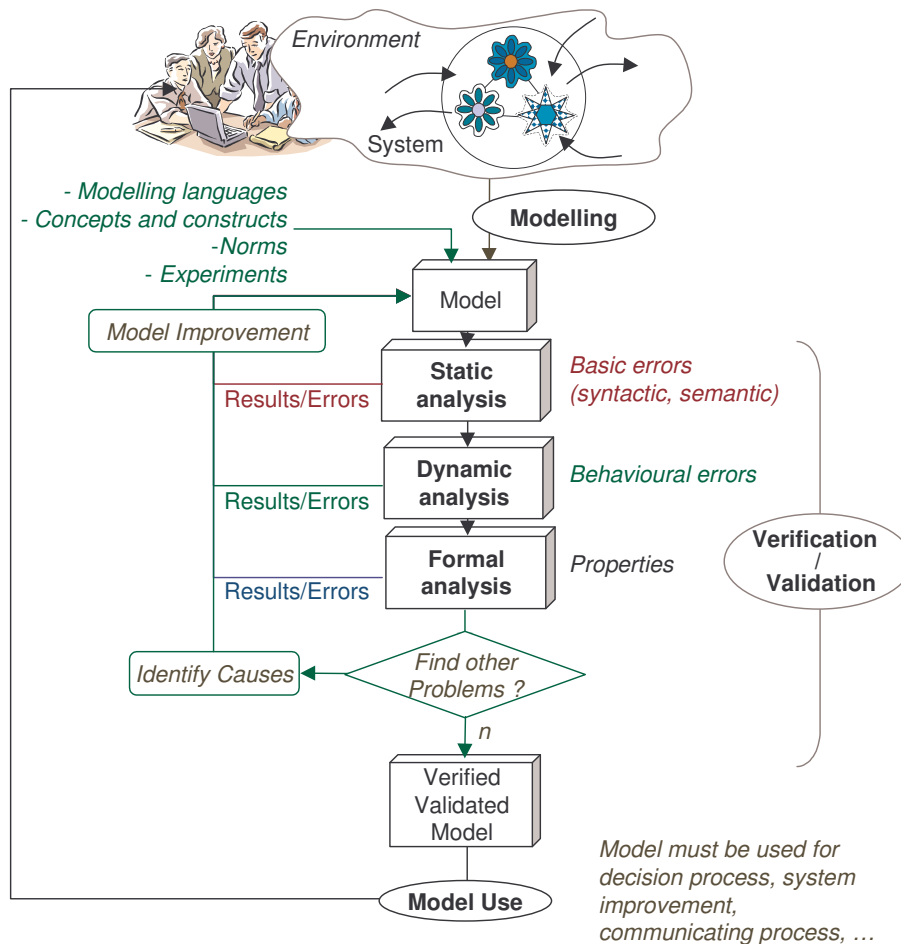 Environment
System
- Modelling languages
- Concepts and constructs
-Norms
- Experiments
Modelling
Model
Model Improvement
Static
analysis
Basic errors
(syntactic, semantic)
Results/Errors
Dynamic
analysis
Behavioural errors
Results/Errors
Formal
analysis
Properties
Results/Errors
Verification
/
Validation
Identify Causes
Find other
Problems ?
n
Verified
Validated
Model
Model Use
Model must be used for
decision process, system
improvement,
communicating process, …